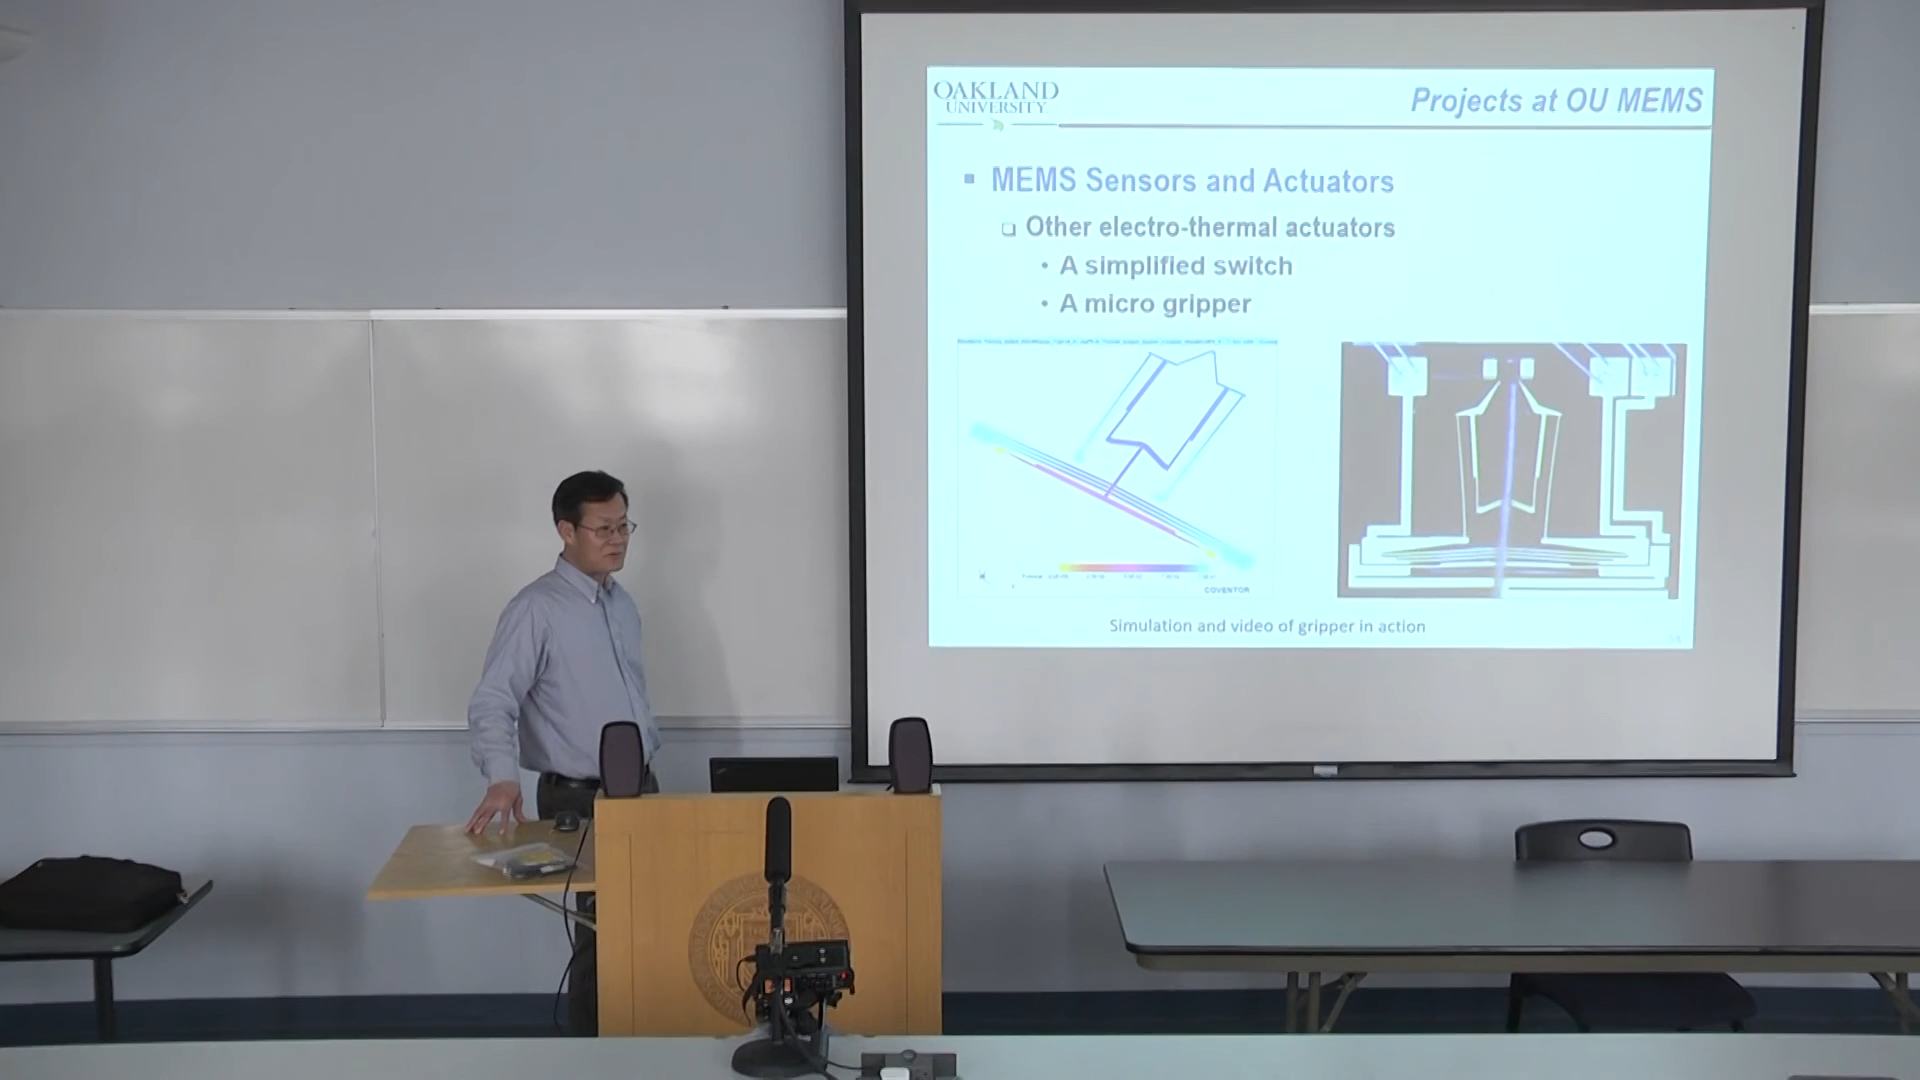 OAKLAND
UNIVERSITY
Projects at OU MEMS
MEMS Sensors and Actuators
Other electro-thermal actuators
A simplified switch
A micro gripper
COVENTOR
Simulation and video of gripper in action